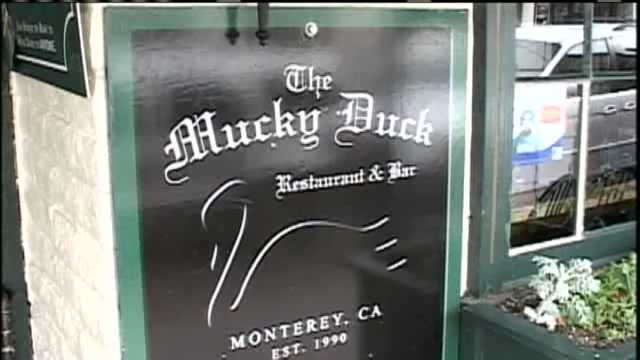 The
Mucky Duck
Restaurant & Bar
MONTEREY, CA
EST. 1990